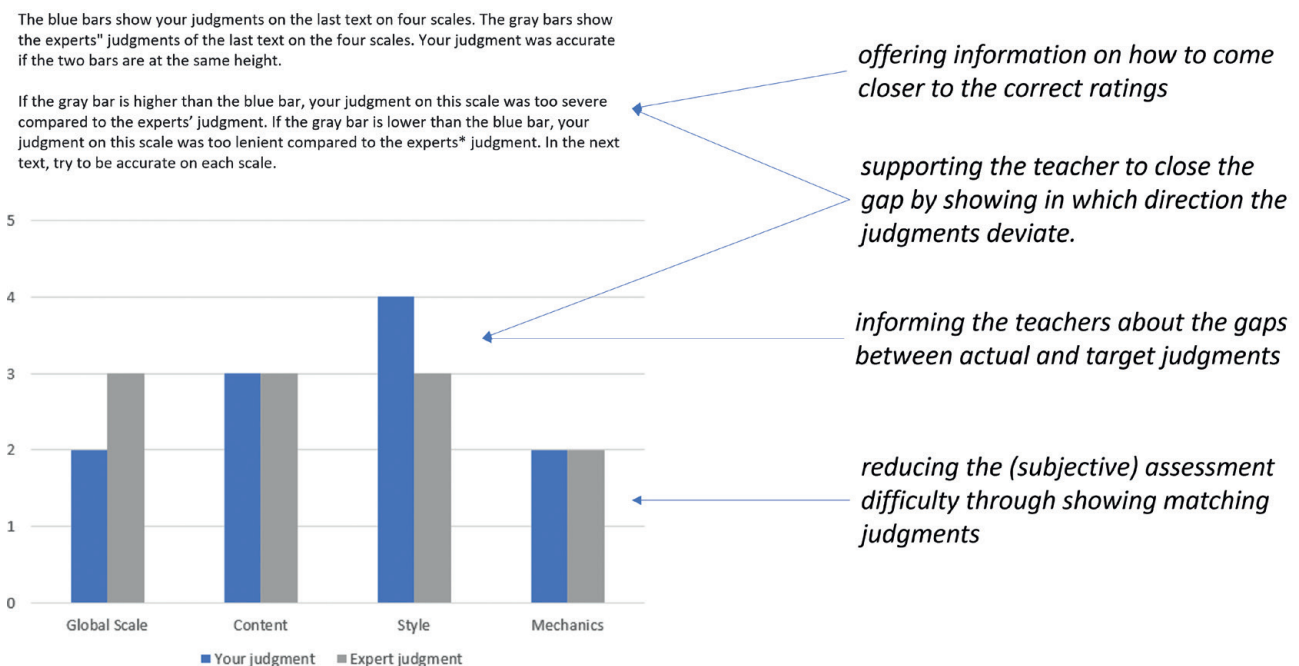 The blue bars show your judgments on the last text on four scales. The gray bars show
the experts" judgments of the last text on the four scales. Your judgment was accurate
if the two bars are at the same height.
If the gray bar is higher than the blue bar, your judgment on this scale was too severe
compared to the experts’ judgment. If the gray bar is lower than the blue bar, your
judgment on this scale was too lenient compared to the experts* judgment. In the next
text, try to be accurate on each scale.
offering information on how to come
closer to the correct ratings
supporting the teacher to close the
gap by showing in which direction the
judgments deviate.
informing the teachers about the gaps
between actual and target judgments
reducing the (subjective) assessment
difficulty through showing matching
judgments
5
4
3
2
1
0
Global Scale Content Style Mechanics
Your judgment Expert judgment